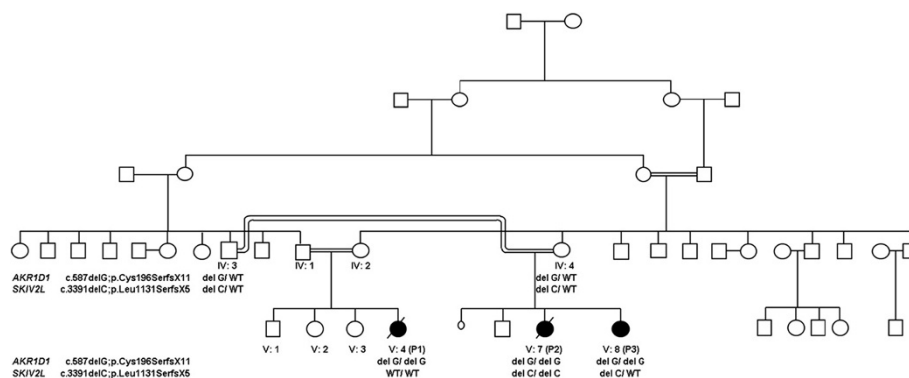 IV: 3 IV: 1 IV: 2 IV: 4
AKR1D1 c.587delG;p.Cys196SerfsX11 del G/ WT del G/ WT
SKIV2L c.3391delC;p.Leu1131SerfsX5 del C/ WT del C/ WT
V: 1 V: 2 V: 3 V: 4 (P1) V: 7 (P2) V: 8 (P3)
AKR1D1 c.587delG;p.Cys196SerfsX11 del G/ del G del G/ del G del G/ del G
SKIV2L c.3391delC;p.Leu1131SerfsX5 WT/ WT del C/ del C del C/ WT